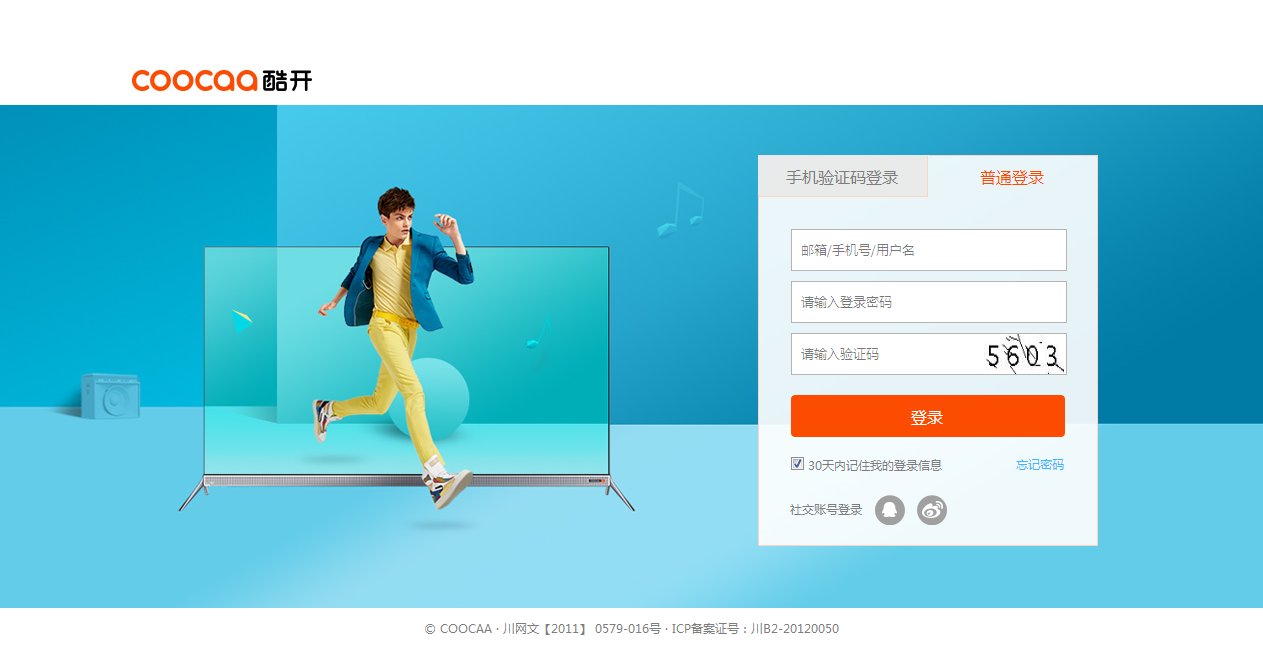 coocaa 酷开
手机验证码登录
普通登录
邮箱/手机号/用户名
请输入登录密码
请输入验证码
5603
登录
30天内记住我的登录信息
忘记密码
社交账号登录
© COOCAA · 川网文【2011】 0579-016号 · ICP备案证号：川B2-20120050